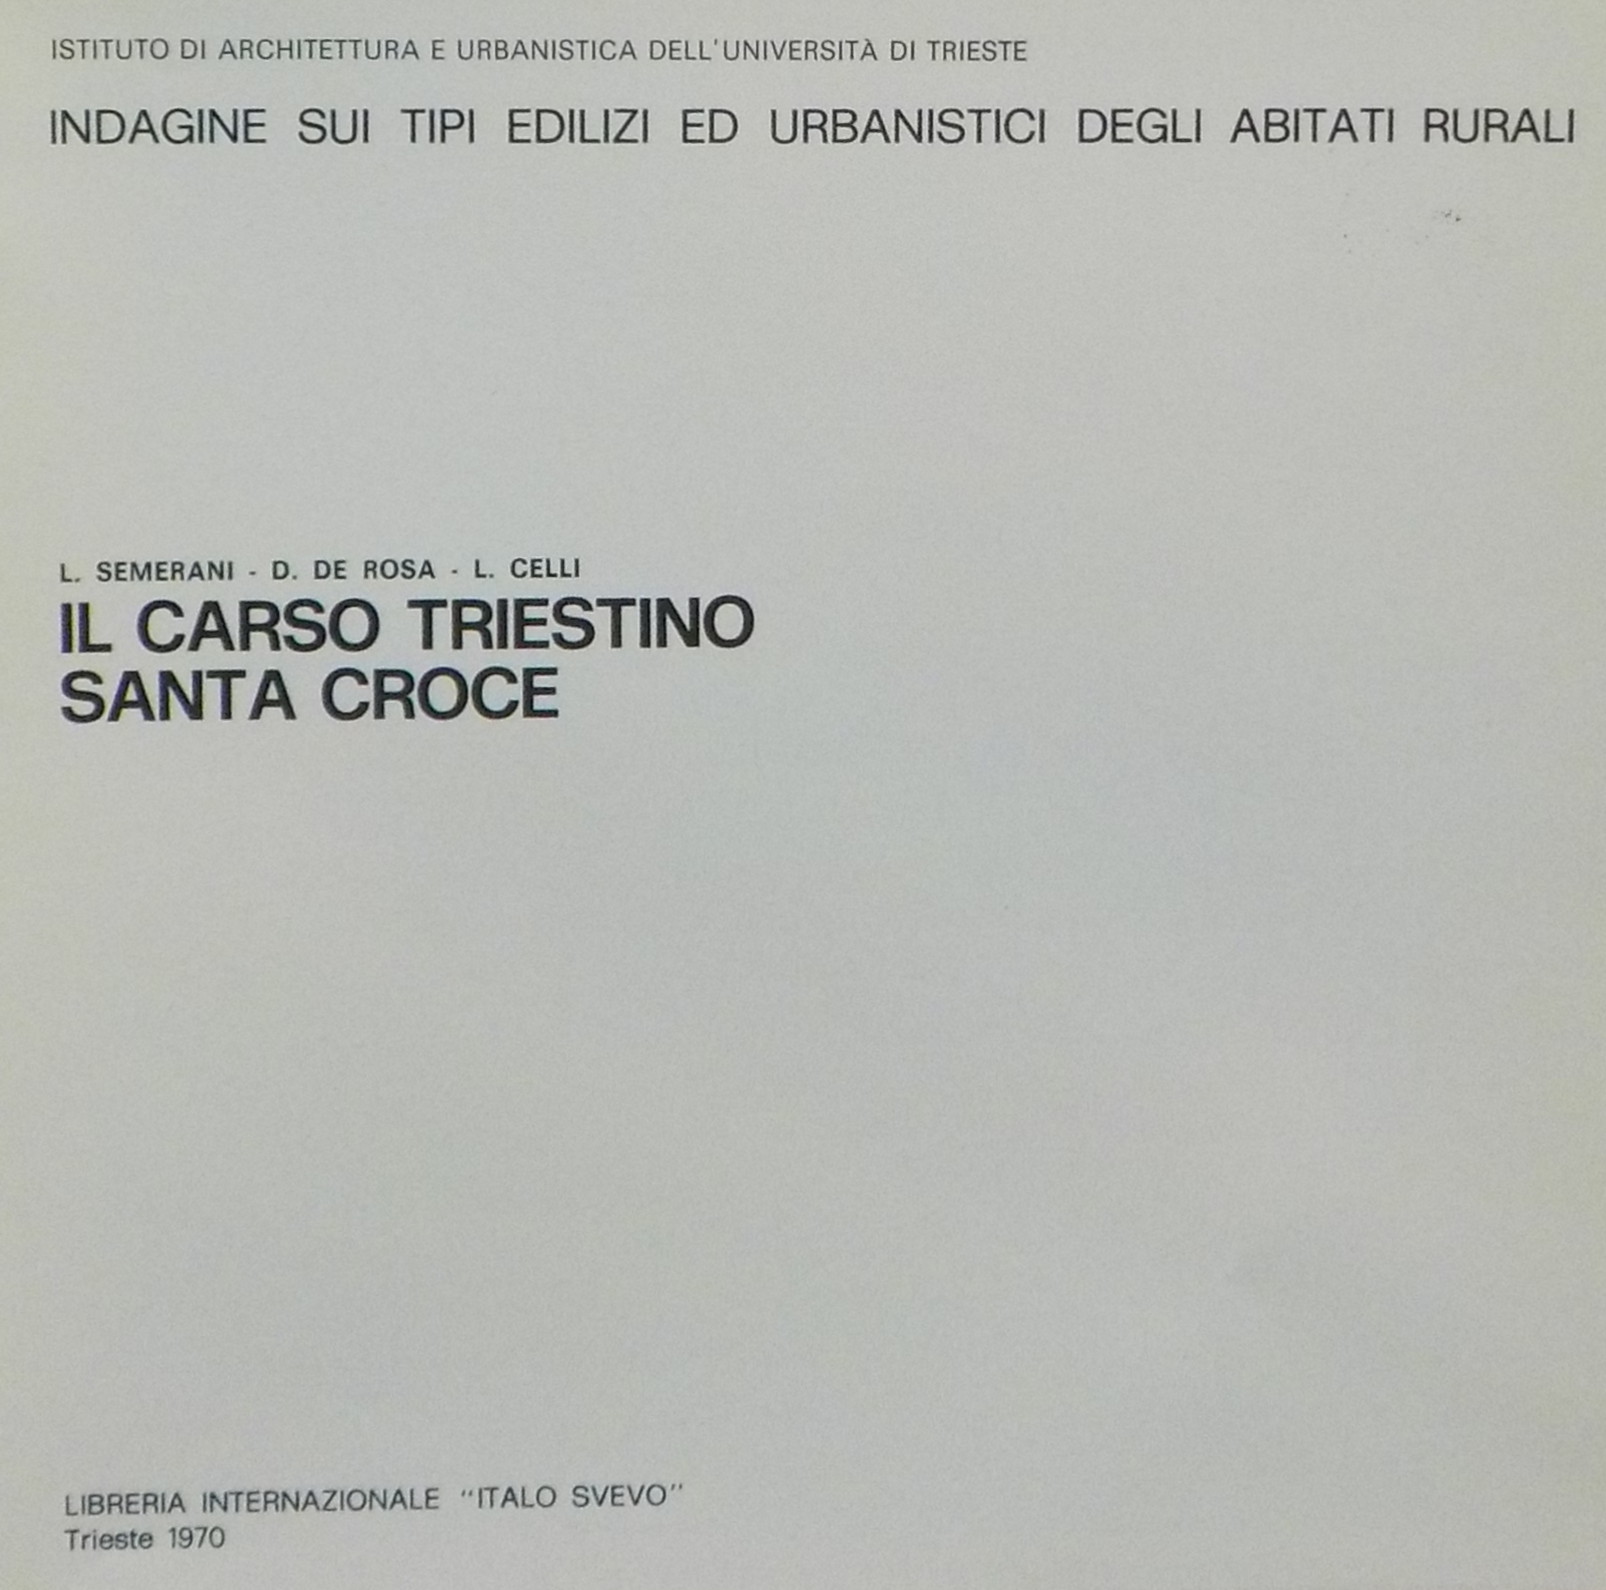 ISTITUTO DI ARCHITETTURA E URBANISTICA DELL'UNIVERSITÀ DI TRIESTE
INDAGINE SUI TIPI EDILIZI ED URBANISTICI DEGLI ABITATI RURALI
L. SEMERANI - D. DE ROSA - L. CELLI
IL CARSO TRIESTINO
SANTA CROCE
LIBRERIA INTERNAZIONALE "ITALO SVEVO"
Trieste 1970